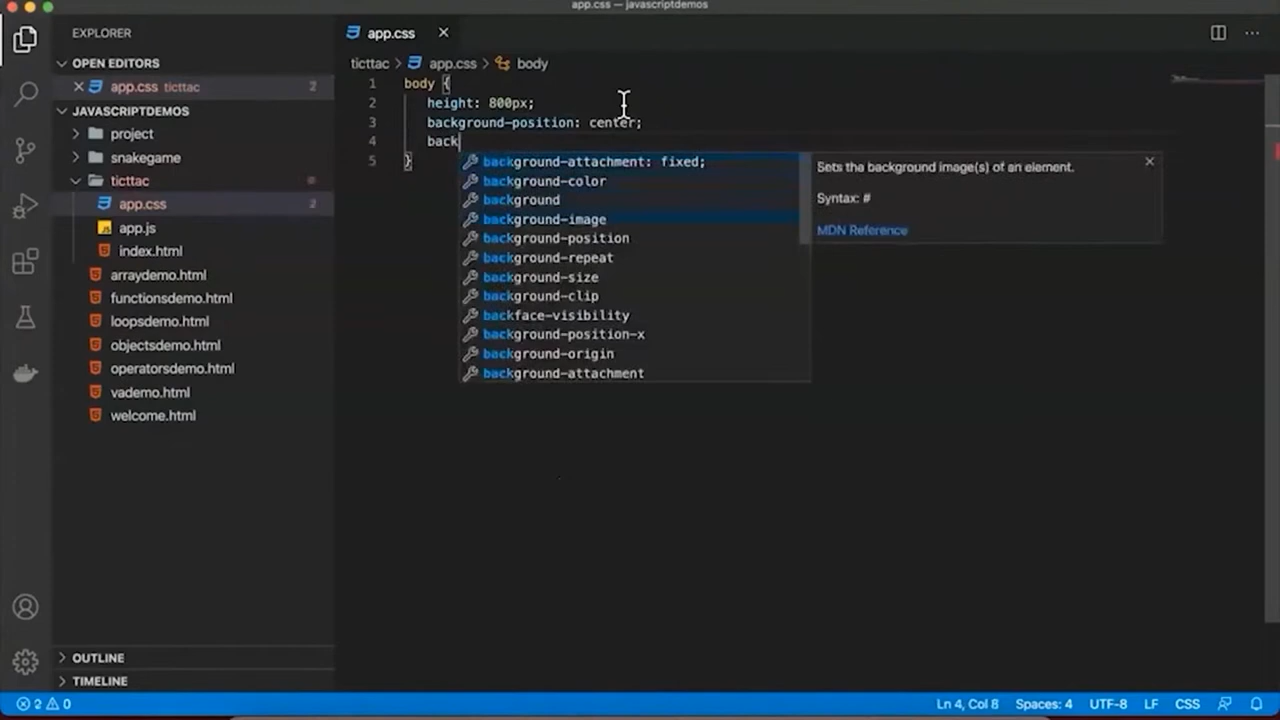 app.css — javascriptdemos
EXPLORER
OPEN EDITORS
app.css ticttac 2
JAVASCRIPTDEMOS
project
snakegame
ticttac
app.css 2
app.js
index.html
arraydemo.html
functionsdemo.html
loopsdemo.html
objectsdemo.html
operatorsdemo.html
vademo.html
welcome.html
OUTLINE
TIMELINE
app.css
ticttac > app.css > body
1 body {
2 height: 800px;
3 background-position: center;
4 back
5 }
background-attachment: fixed;
background-color
background
background-image
background-position
background-repeat
background-size
background-clip
backface-visibility
background-position-x
background-origin
background-attachment
Sets the background image(s) of an element.
Syntax: #
MDN Reference
2 0
Ln 4, Col 8 Spaces: 4 UTF-8 LF CSS